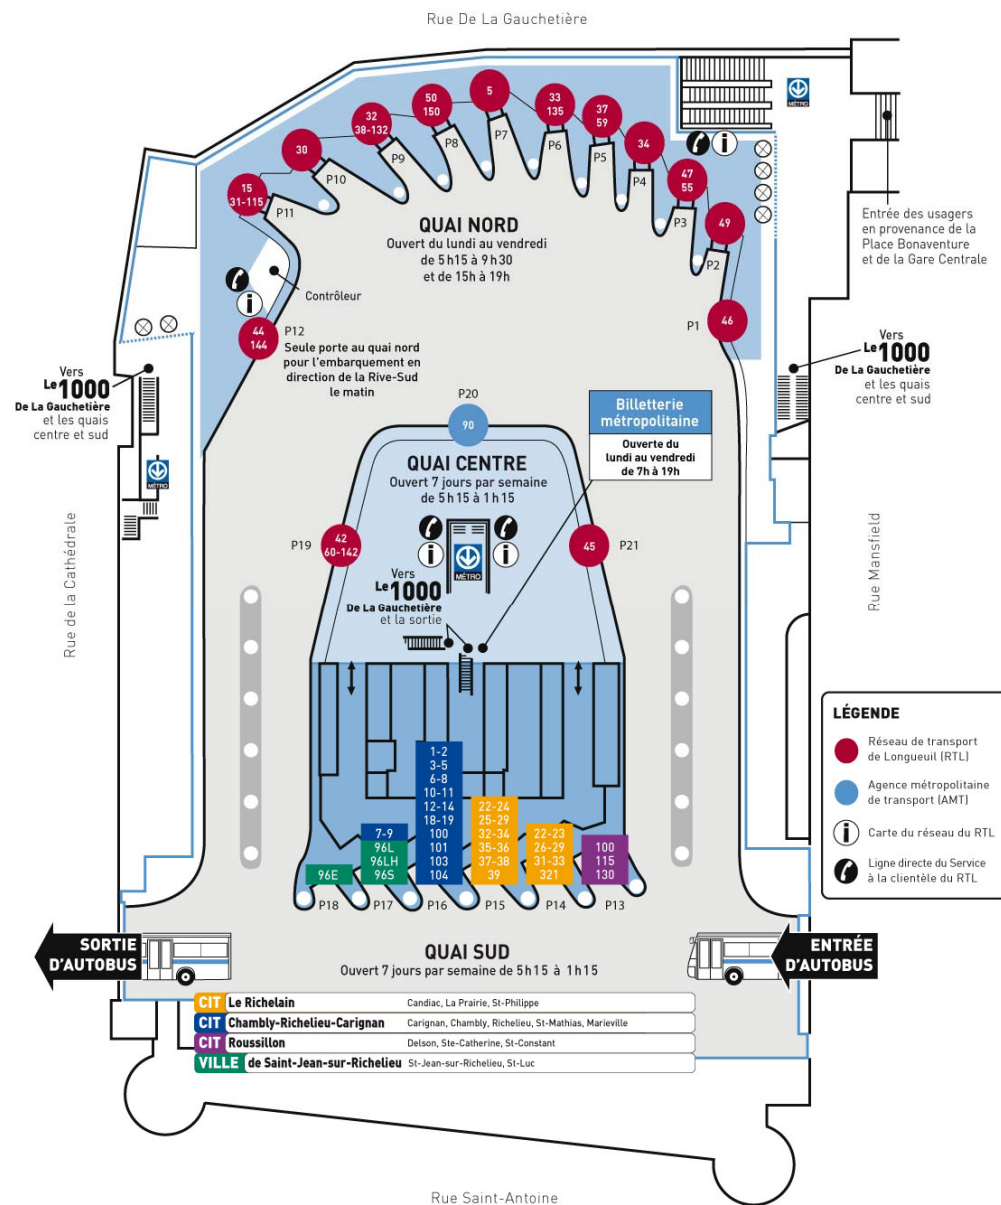 Rue De La Gauchetière
MÉTRO
5
50
150
33
135
32
38-132
37
59
30
34
47
55
15
31-115
49
46
44
144
P11
P10
P9
P8
P7
P6
P5
P4
P3
P2
P1
P12
QUAI NORD
Ouvert du lundi au vendredi
de 5h15 à 9h30
et de 15h à 19h
Entrée des usagers
en provenance de la
Place Bonaventure
et de la Gare Centrale
Contrôleur
Seule porte au quai nord
pour l'embarquement en
direction de la Rive-Sud
le matin
Vers
Le 1000
De La Gauchetière
et les quais
centre et sud
MÉTRO
Vers
Le 1000
De La Gauchetière
et les quais
centre et sud
P20
90
Billetterie
métropolitaine
Ouverte du
lundi au vendredi
de 7h à 19h
QUAI CENTRE
Ouvert 7 jours par semaine
de 5h15 à 1h15
P19
42
60-142
45
P21
MÉTRO
Vers
Le 1000
De La Gauchetière
et la sortie
Rue de la Cathédrale
Rue Mansfield
LÉGENDE
Réseau de transport
de Longueuil (RTL)
Agence métropolitaine
de transport (AMT)
Carte du réseau du RTL
Ligne directe du Service
à la clientèle du RTL
96E
7-9
96L
96LH
96S
1-2
3-5
6-8
10-11
12-14
18-19
100
101
103
104
22-24
25-29
32-34
35-36
37-38
39
22-23
26-29
31-33
321
100
115
130
P18
P17
P16
P15
P14
P13
SORTIE
D'AUTOBUS
QUAI SUD
Ouvert 7 jours par semaine de 5h15 à 1h15
ENTRÉE
D'AUTOBUS
CIT Le Richelain Candiac, La Prairie, St-Philippe
CIT Chambly-Richelieu-Carignan Carignan, Chambly, Richelieu, St-Mathias, Marieville
CIT Roussillon Delson, Ste-Catherine, St-Constant
VILLE de Saint-Jean-sur-Richelieu St-Jean-sur-Richelieu, St-Luc
Rue Saint-Antoine